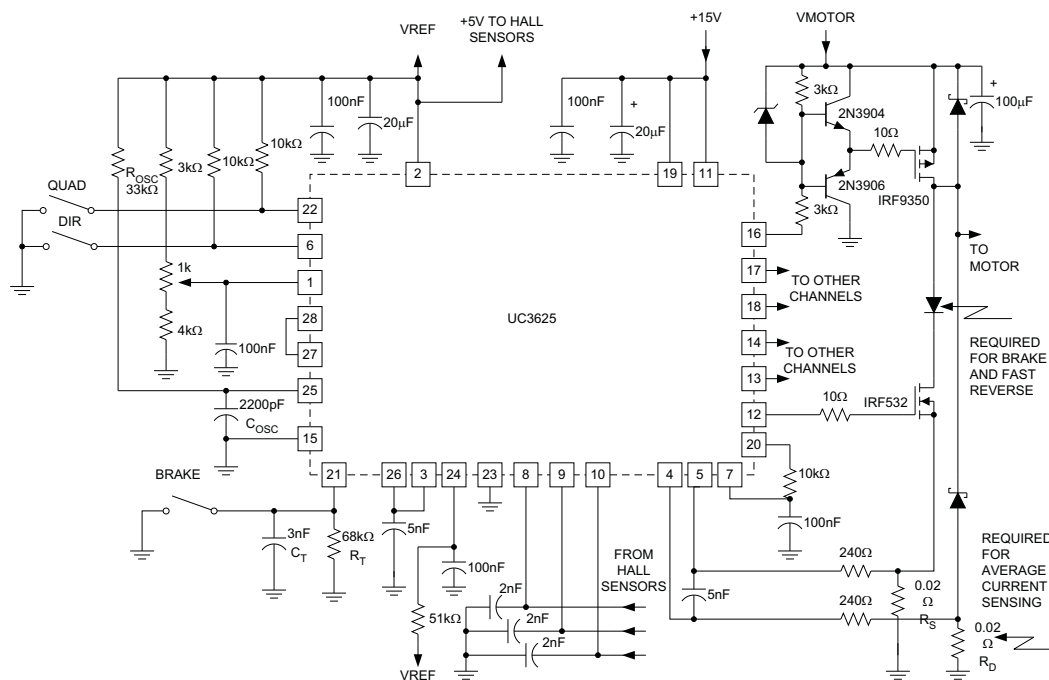 VREF
+5V TO HALL
SENSORS
+15V
VMOTOR
100nF
20µF
100nF
+
20µF
3kΩ
2N3904
10Ω
+
100µF
ROSC
33kΩ
3kΩ
10kΩ
10kΩ
2
19
11
2N3906
3kΩ
IRF9350
QUAD
22
DIR
6
16
TO
MOTOR
1k
1
17
TO OTHER
CHANNELS
18
4kΩ
100nF
28
27
UC3625
14
TO OTHER
CHANNELS
13
REQUIRED
FOR BRAKE
AND FAST
REVERSE
25
2200pF
COSC
15
12
10Ω
IRF532
20
BRAKE
21
26
3
24
23
8
9
10
4
5
7
10kΩ
3nF
CT
68kΩ
RT
5nF
100nF
100nF
FROM
HALL
SENSORS
240Ω
REQUIRED
FOR
AVERAGE
CURRENT
SENSING
51kΩ
2nF
2nF
2nF
5nF
240Ω
0.02
Ω
RS
0.02
Ω
RD
VREF